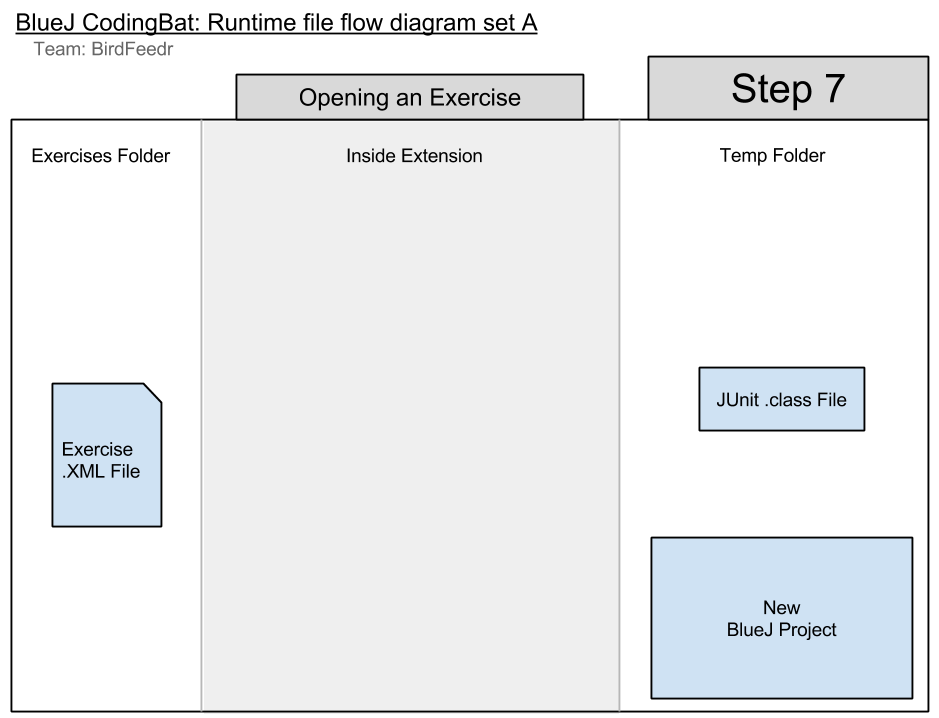 BlueJ CodingBat: Runtime file flow diagram set A
Team: BirdFeedr
Opening an Exercise
Step 7
Exercises Folder
Inside Extension
Temp Folder
Exercise
.XML File
JUnit .class File
New
BlueJ Project